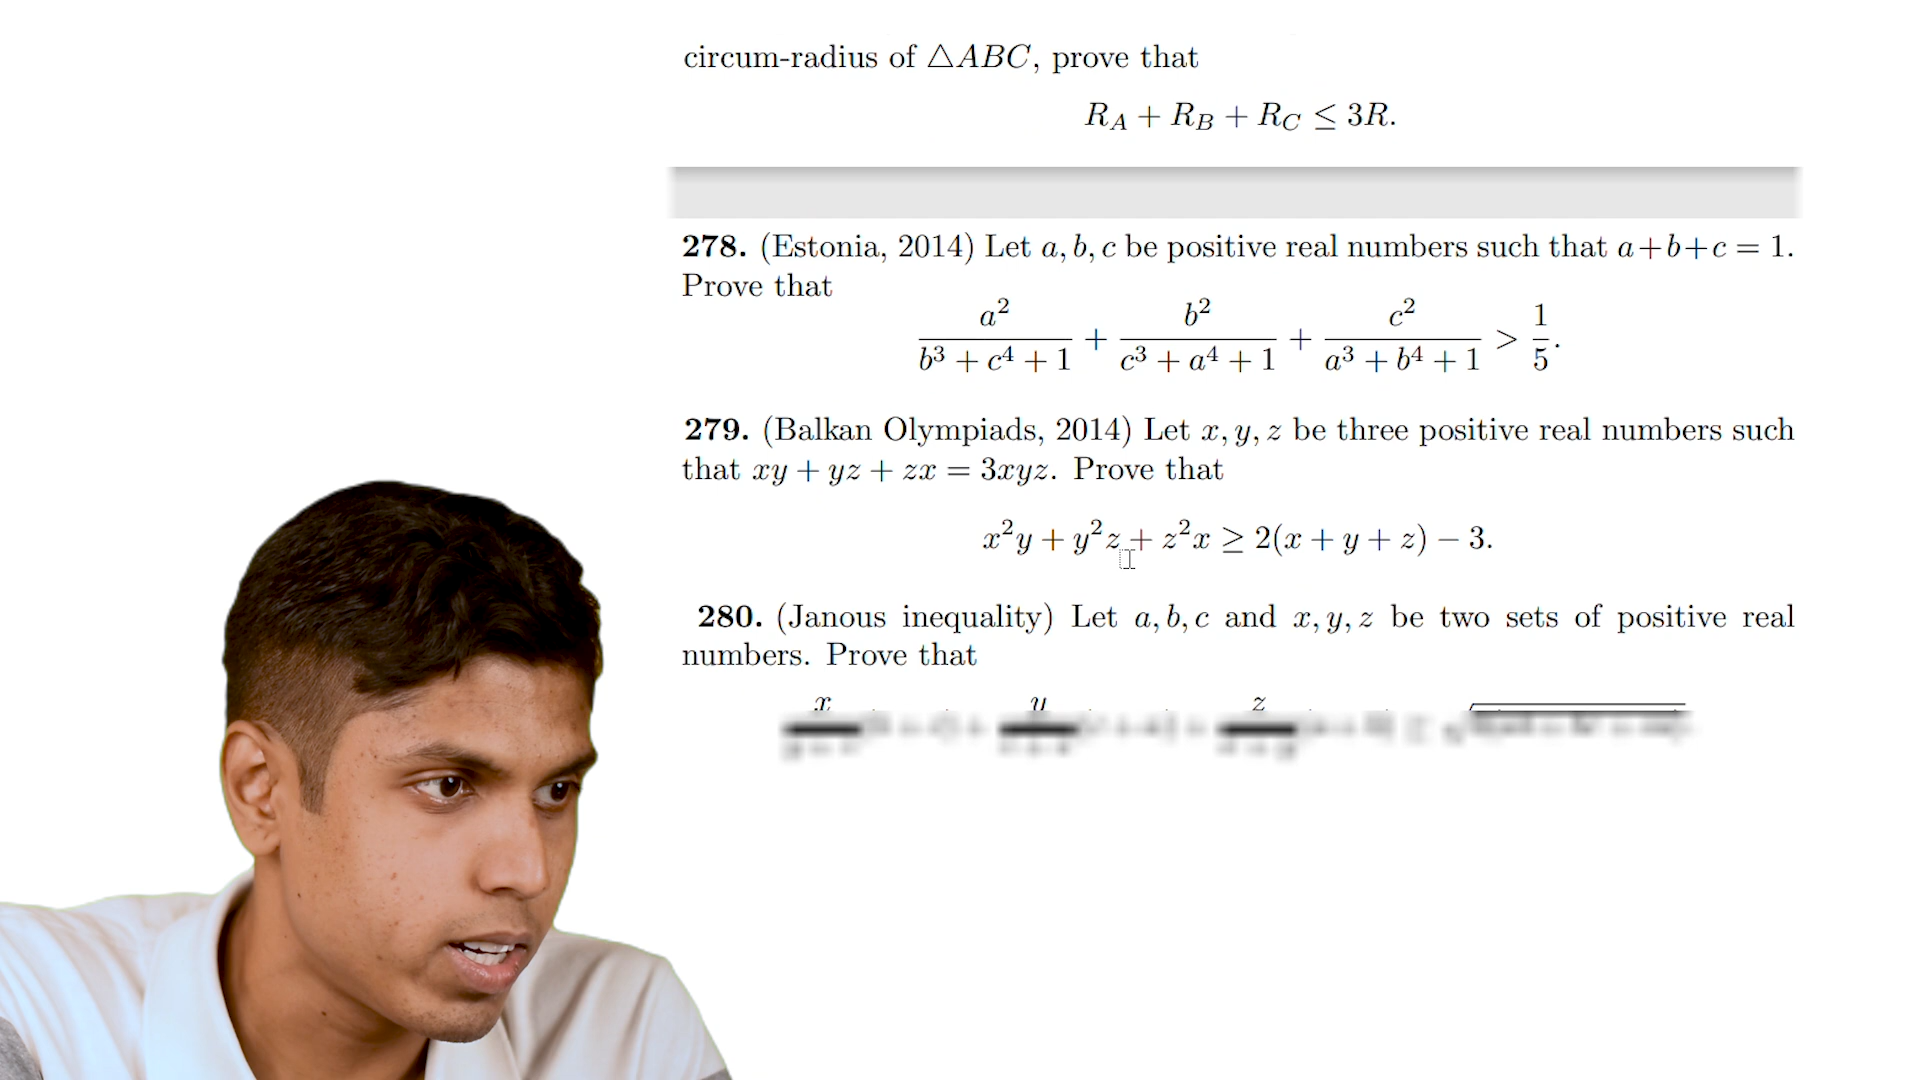 circum-radius of △ABC, prove that
R_A + R_B + R_C ≤ 3R.
278. (Estonia, 2014) Let a, b, c be positive real numbers such that a+b+c = 1.
Prove that
a²/(b³ + c⁴ + 1) + b²/(c³ + a⁴ + 1) + c²/(a³ + b⁴ + 1) > 1/5.
279. (Balkan Olympiads, 2014) Let x, y, z be three positive real numbers such
that xy + yz + zx = 3xyz. Prove that
x²y + y²z + z²x ≥ 2(x + y + z) − 3.
280. (Janous inequality) Let a, b, c and x, y, z be two sets of positive real
numbers. Prove that
x y z